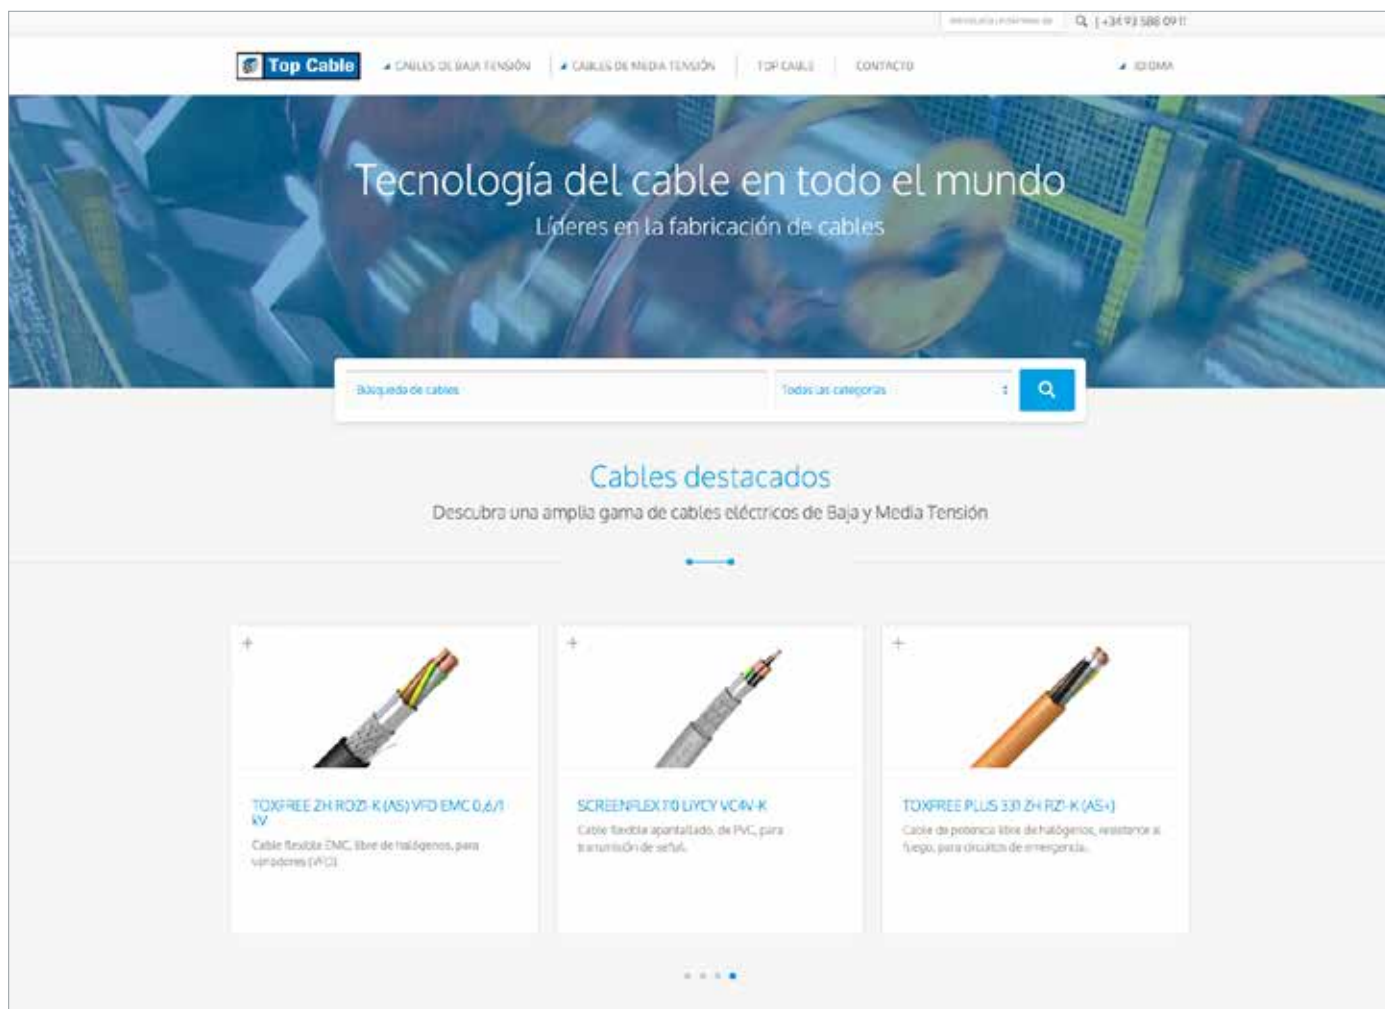 +34 93 588 09 11
Top Cable
CABLES DE BAJA TENSIÓN
CABLES DE MEDIA TENSIÓN
TOP CABLE
CONTACTO
IDIOMA
Tecnología del cable en todo el mundo
Líderes en la fabricación de cables
Búsqueda de cables
Todas las categorías
Cables destacados
Descubra una amplia gama de cables eléctricos de Baja y Media Tensión
TOXFREE ZH ROZ1-K (AS) VFD EMC 0,6/1
kV
Cable flexible EMC, libre de halógenos, para
variadores (VFD).
SCREENFLEX 110 LiYCY VC4V-K
Cable flexible apantallado, de PVC, para
transmisión de señal.
TOXFREE PLUS 331 ZH RZ1-K (AS+)
Cable de potencia libre de halógenos, resistente al
fuego, para circuitos de emergencia.